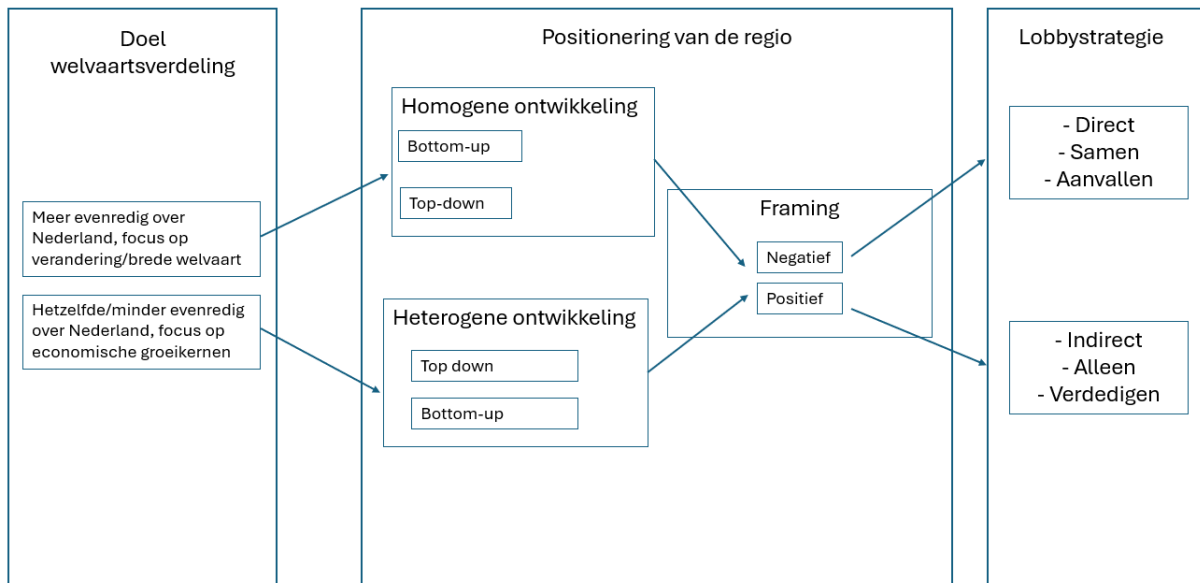 Doel
welvaartsverdeling
Meer evenredig over
Nederland, focus op
verandering/brede welvaart
Hetzelfde/minder evenredig
over Nederland, focus op
economische groeikernen
Positionering van de regio
Homogene ontwikkeling
Bottom-up
Top-down
Heterogene ontwikkeling
Top down
Bottom-up
Framing
Negatief
Positief
Lobbystrategie
- Direct
- Samen
- Aanvallen
- Indirect
- Alleen
- Verdedigen